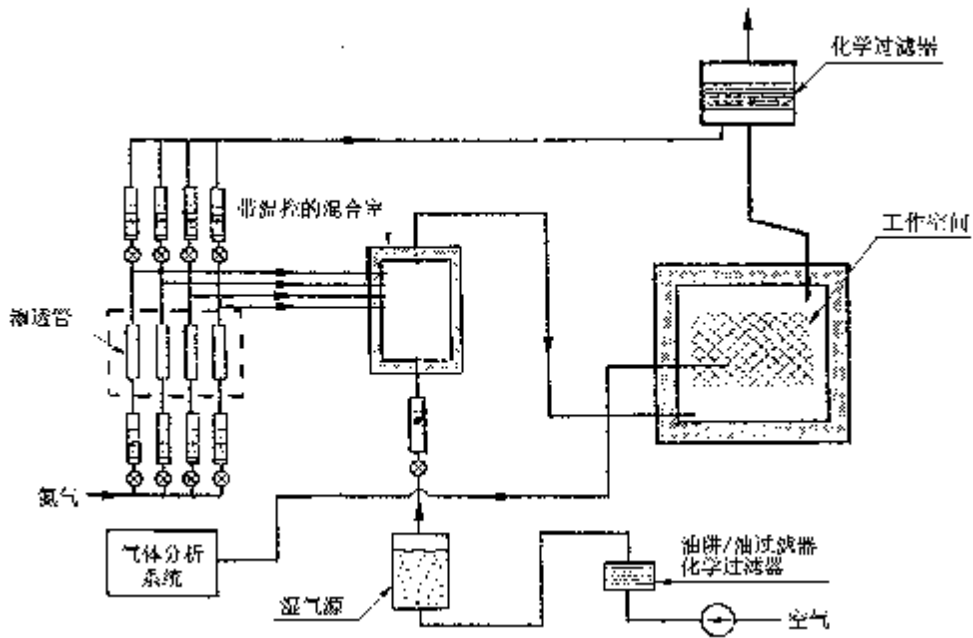 化学过滤器
带温控的混合室
工作空间
渗透管
氮气
气体分析
系统
湿气源
油阱/油过滤器
化学过滤器
空气